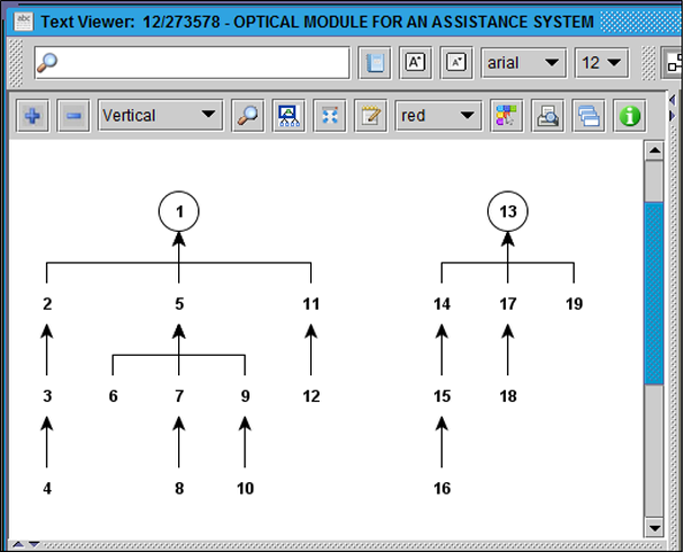 abc Text Viewer: 12/273578 - OPTICAL MODULE FOR AN ASSISTANCE SYSTEM
A A arial 12
Vertical red i
1 13
2 5 11 14 17 19
3 6 7 9 12 15 18
4 8 10 16